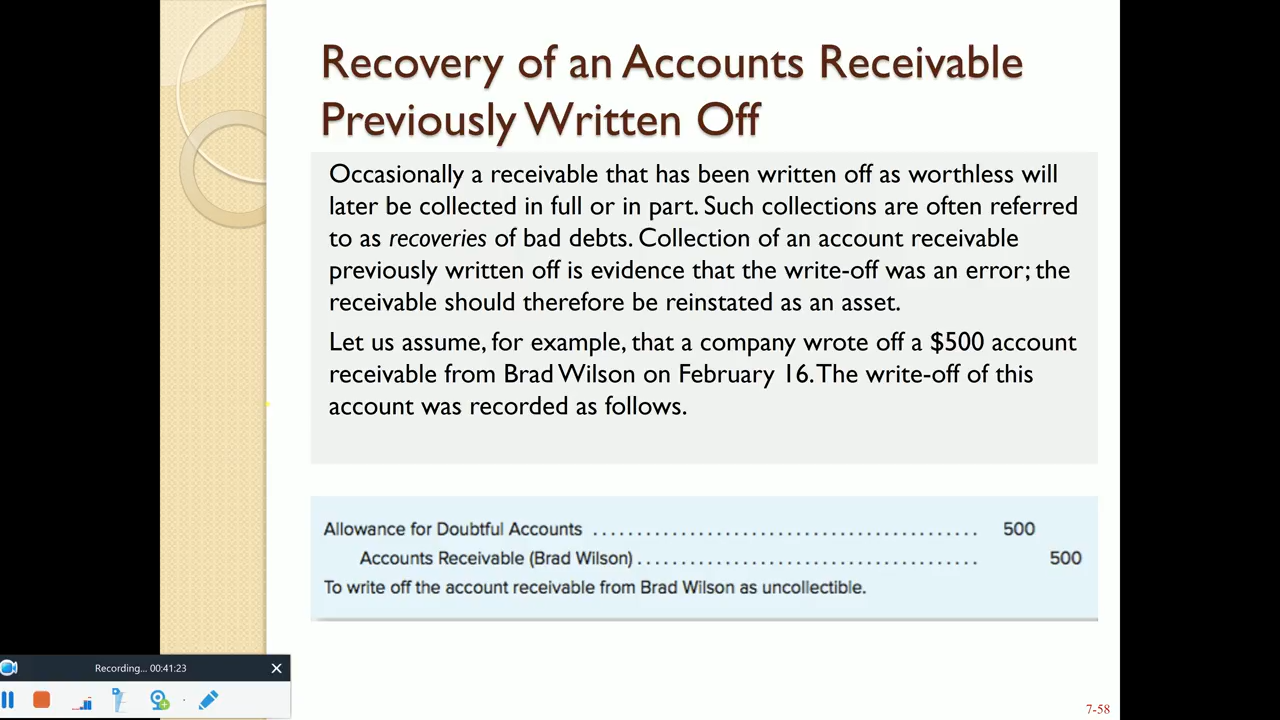 Recovery of an Accounts Receivable
Previously Written Off
Occasionally a receivable that has been written off as worthless will
later be collected in full or in part. Such collections are often referred
to as recoveries of bad debts. Collection of an account receivable
previously written off is evidence that the write-off was an error; the
receivable should therefore be reinstated as an asset.
Let us assume, for example, that a company wrote off a $500 account
receivable from Brad Wilson on February 16. The write-off of this
account was recorded as follows.
Allowance for Doubtful Accounts ............................................ 500
Accounts Receivable (Brad Wilson) ....................................... 500
To write off the account receivable from Brad Wilson as uncollectible.
Recording... 00:41:23
7-58